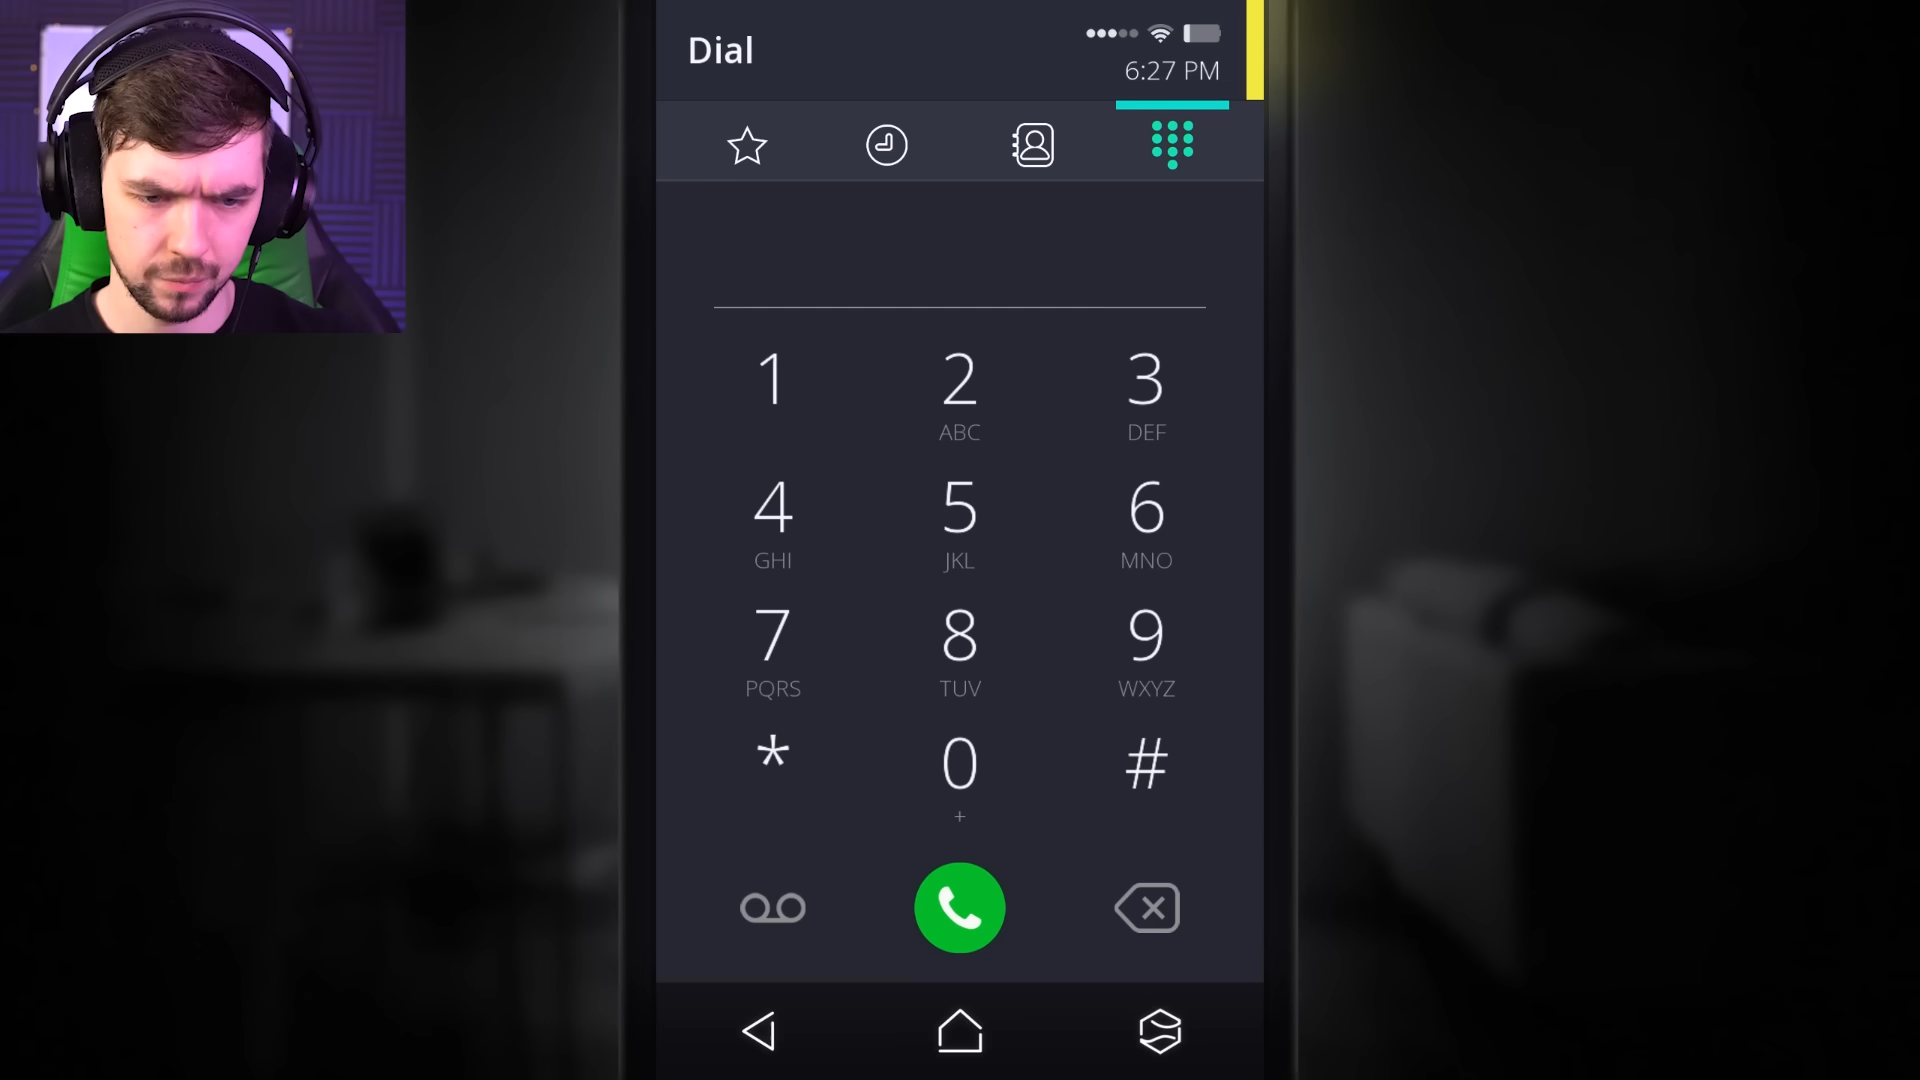 Dial
6:27 PM
1 2 3
ABC DEF
4 5 6
GHI JKL MNO
7 8 9
PQRS TUV WXYZ
* 0 #
+